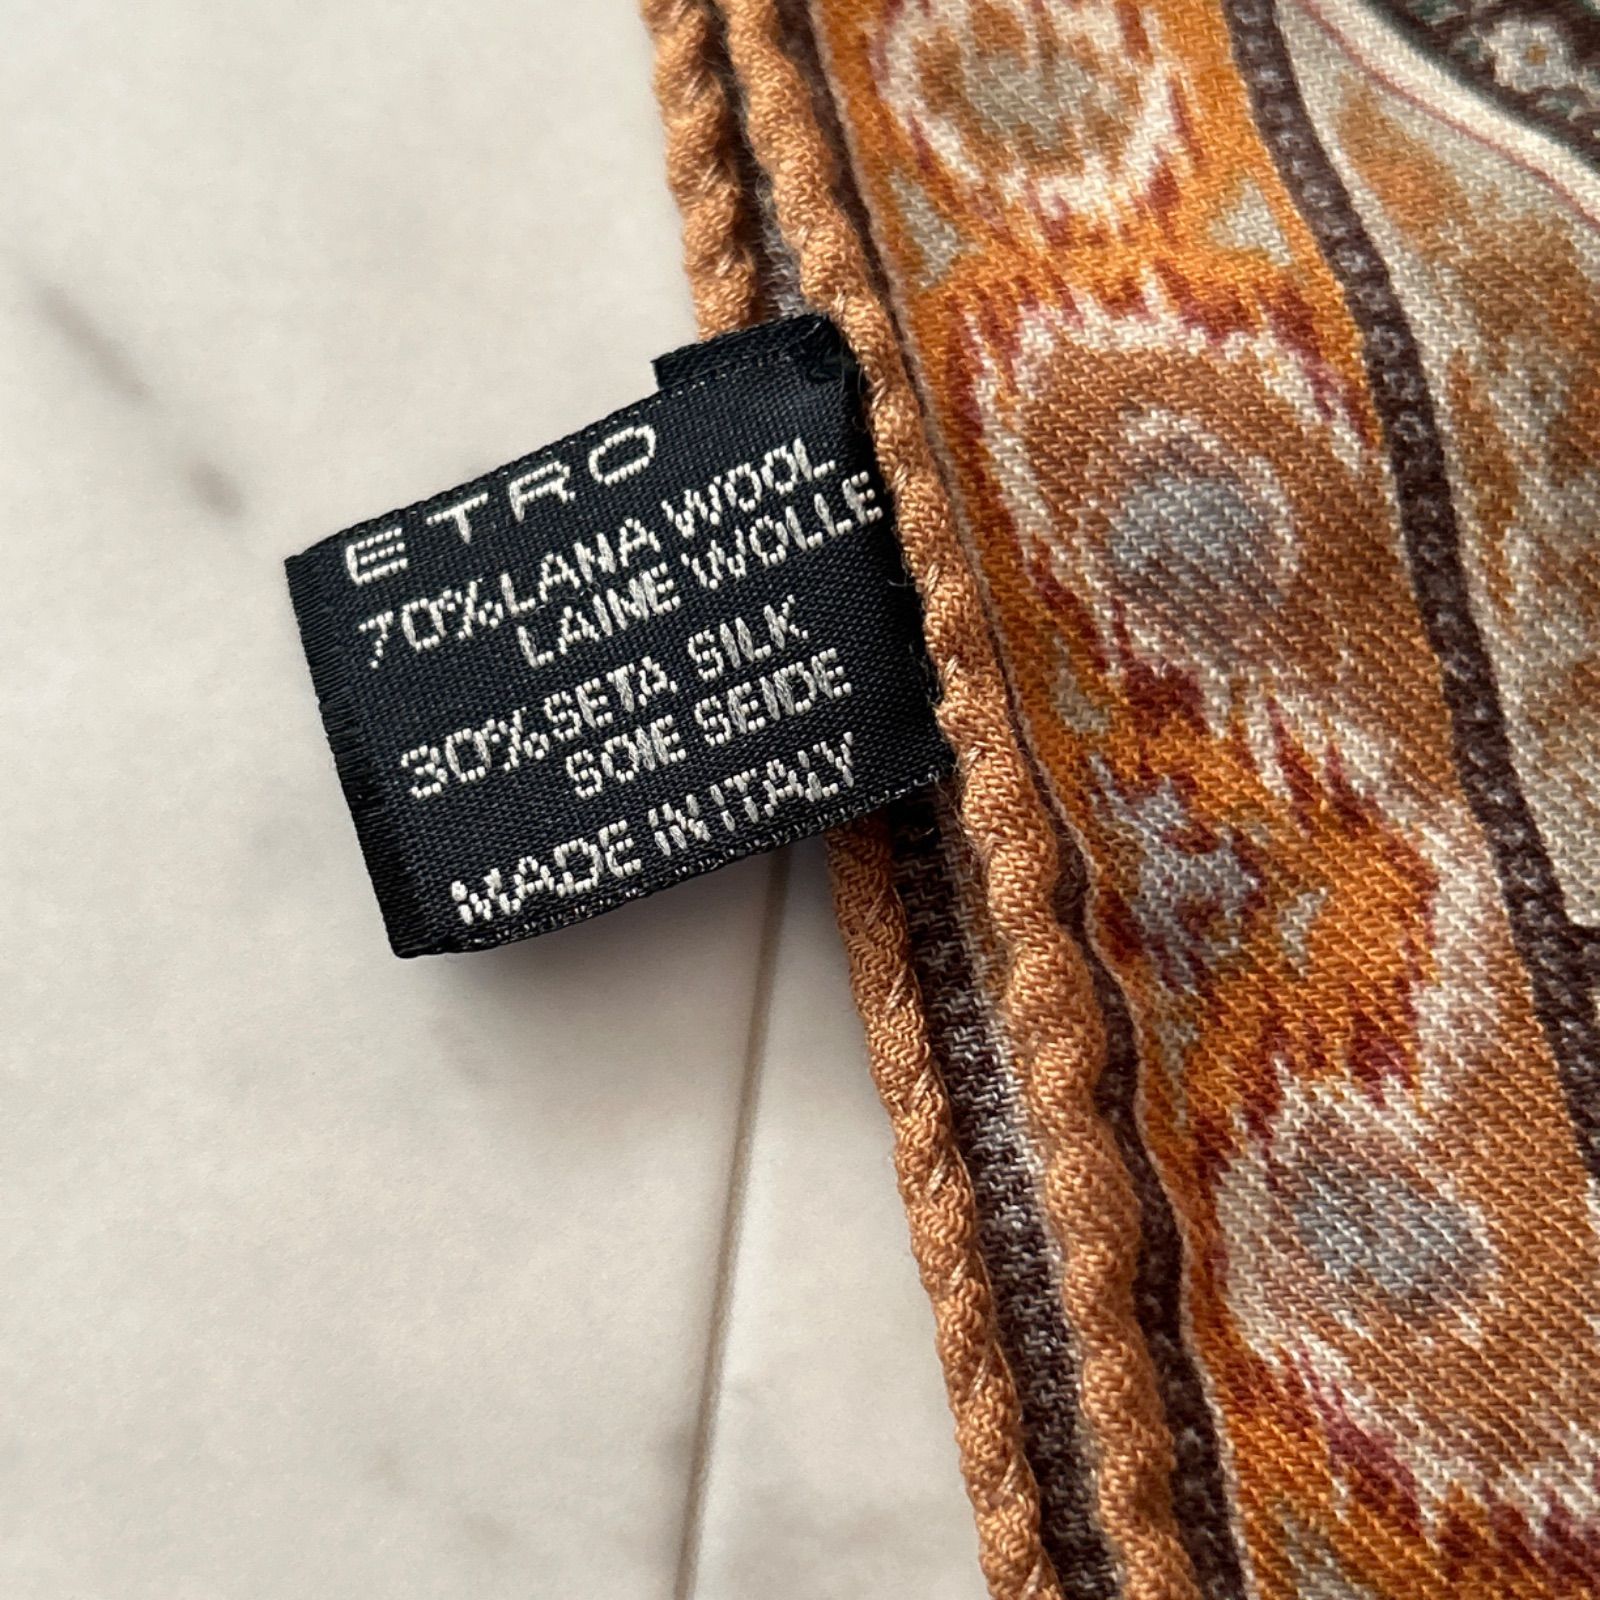 ETRO
70% LANA WOOL
LAINE WOLLE
30% SETA SILK
SOIE SEIDE
MADE IN ITALY